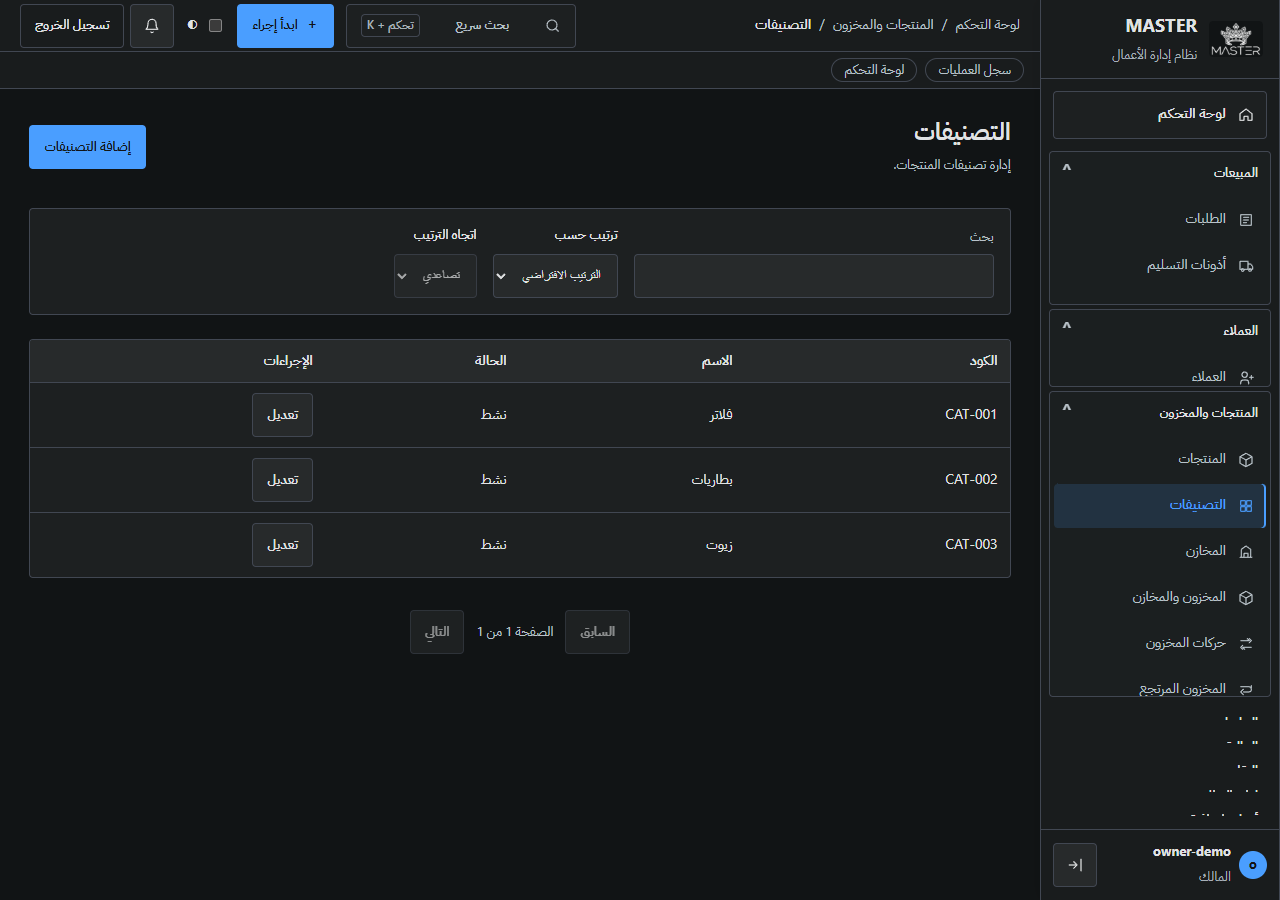 MASTER
MASTER
نظام إدارة الأعمال
لوحة التحكم / المنتجات والمخزون / التصنيفات
بحث سريع تحكم + K
+ ابدأ إجراء
تسجيل الخروج
سجل العمليات
لوحة التحكم
لوحة التحكم
المبيعات ^
الطلبات
أذونات التسليم
العملاء ^
العملاء
المنتجات والمخزون ^
المنتجات
التصنيفات
المخازن
المخزون والمخازن
حركات المخزون
المخزون المرتجع
o
owner-demo
المالك
التصنيفات
إدارة تصنيفات المنتجات.
إضافة التصنيفات
بحث ترتيب حسب اتجاه الترتيب
الترتيب الافتراضي تصاعدي
الكود الاسم الحالة الإجراءات
CAT-001 فلاتر نشط تعديل
CAT-002 بطاريات نشط تعديل
CAT-003 زيوت نشط تعديل
السابق الصفحة 1 من 1 التالي